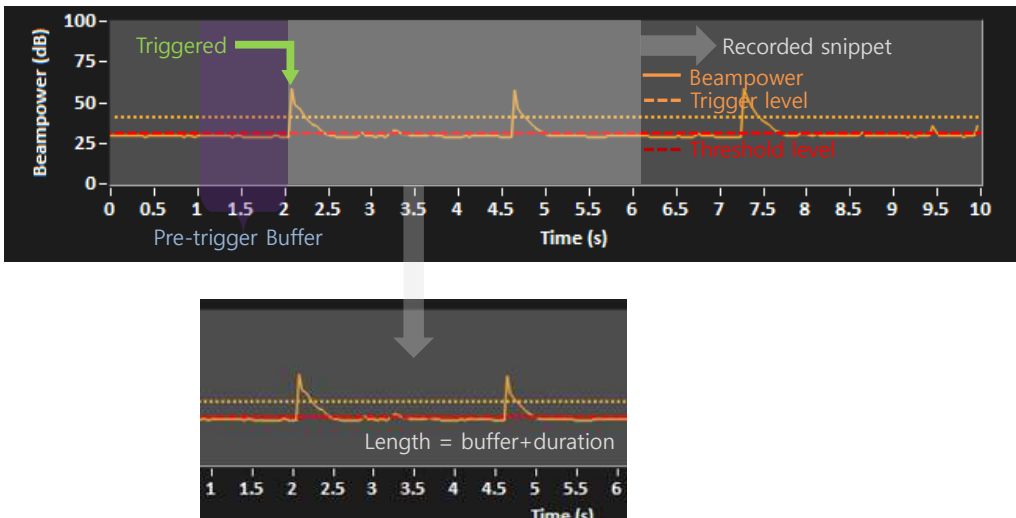 Beampower (dB)
100
75
50
25
0
Triggered
Recorded snippet
Beampower
Trigger level
Threshold level
0 0.5 1 1.5 2 2.5 3 3.5 4 4.5 5 5.5 6 6.5 7 7.5 8 8.5 9 9.5 10
Pre-trigger Buffer
Time (s)
Length = buffer+duration
1 1.5 2 2.5 3 3.5 4 4.5 5 5.5 6
Time (s)